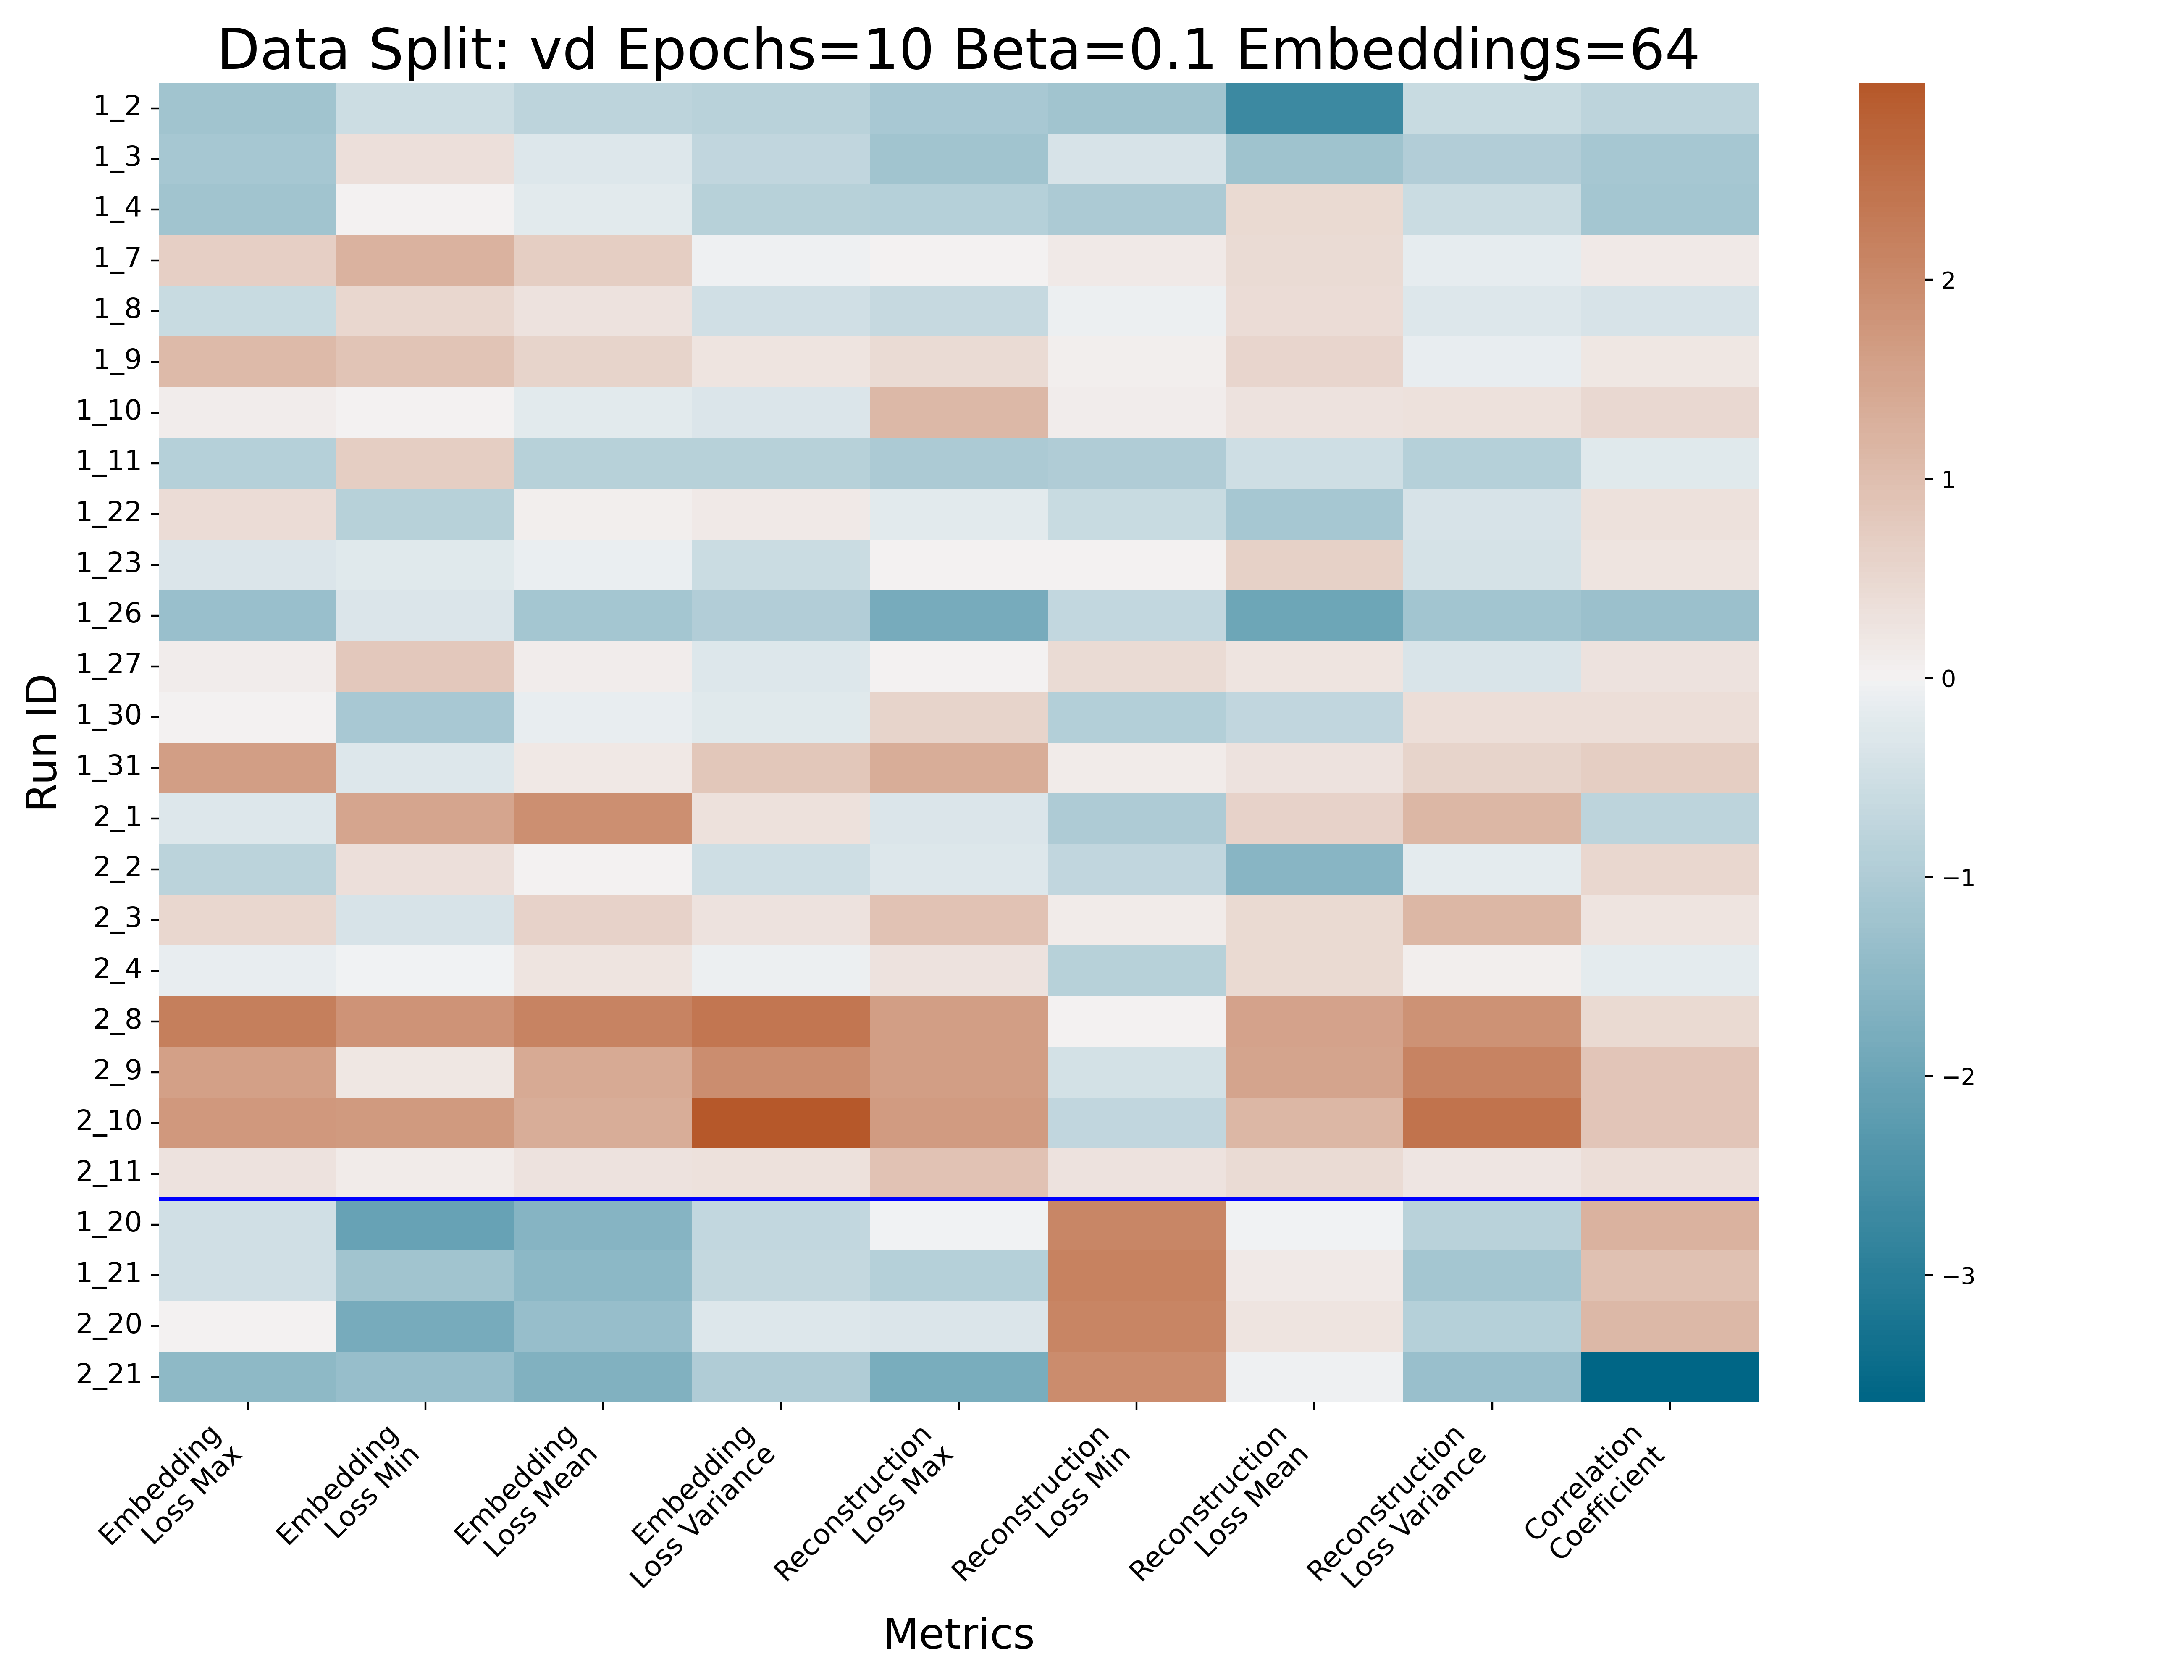 Data Split: vd Epochs=10 Beta=0.1 Embeddings=64
Run ID
1_2
1_3
1_4
1_7
1_8
1_9
1_10
1_11
1_22
1_23
1_26
1_27
1_30
1_31
2_1
2_2
2_3
2_4
2_8
2_9
2_10
2_11
1_20
1_21
2_20
2_21
Embedding
Loss Max
Embedding
Loss Min
Embedding
Loss Mean
Embedding
Loss Variance
Reconstruction
Loss Max
Reconstruction
Loss Min
Reconstruction
Loss Mean
Reconstruction
Loss Variance
Correlation
Coefficient
Metrics
2
1
0
−1
−2
−3